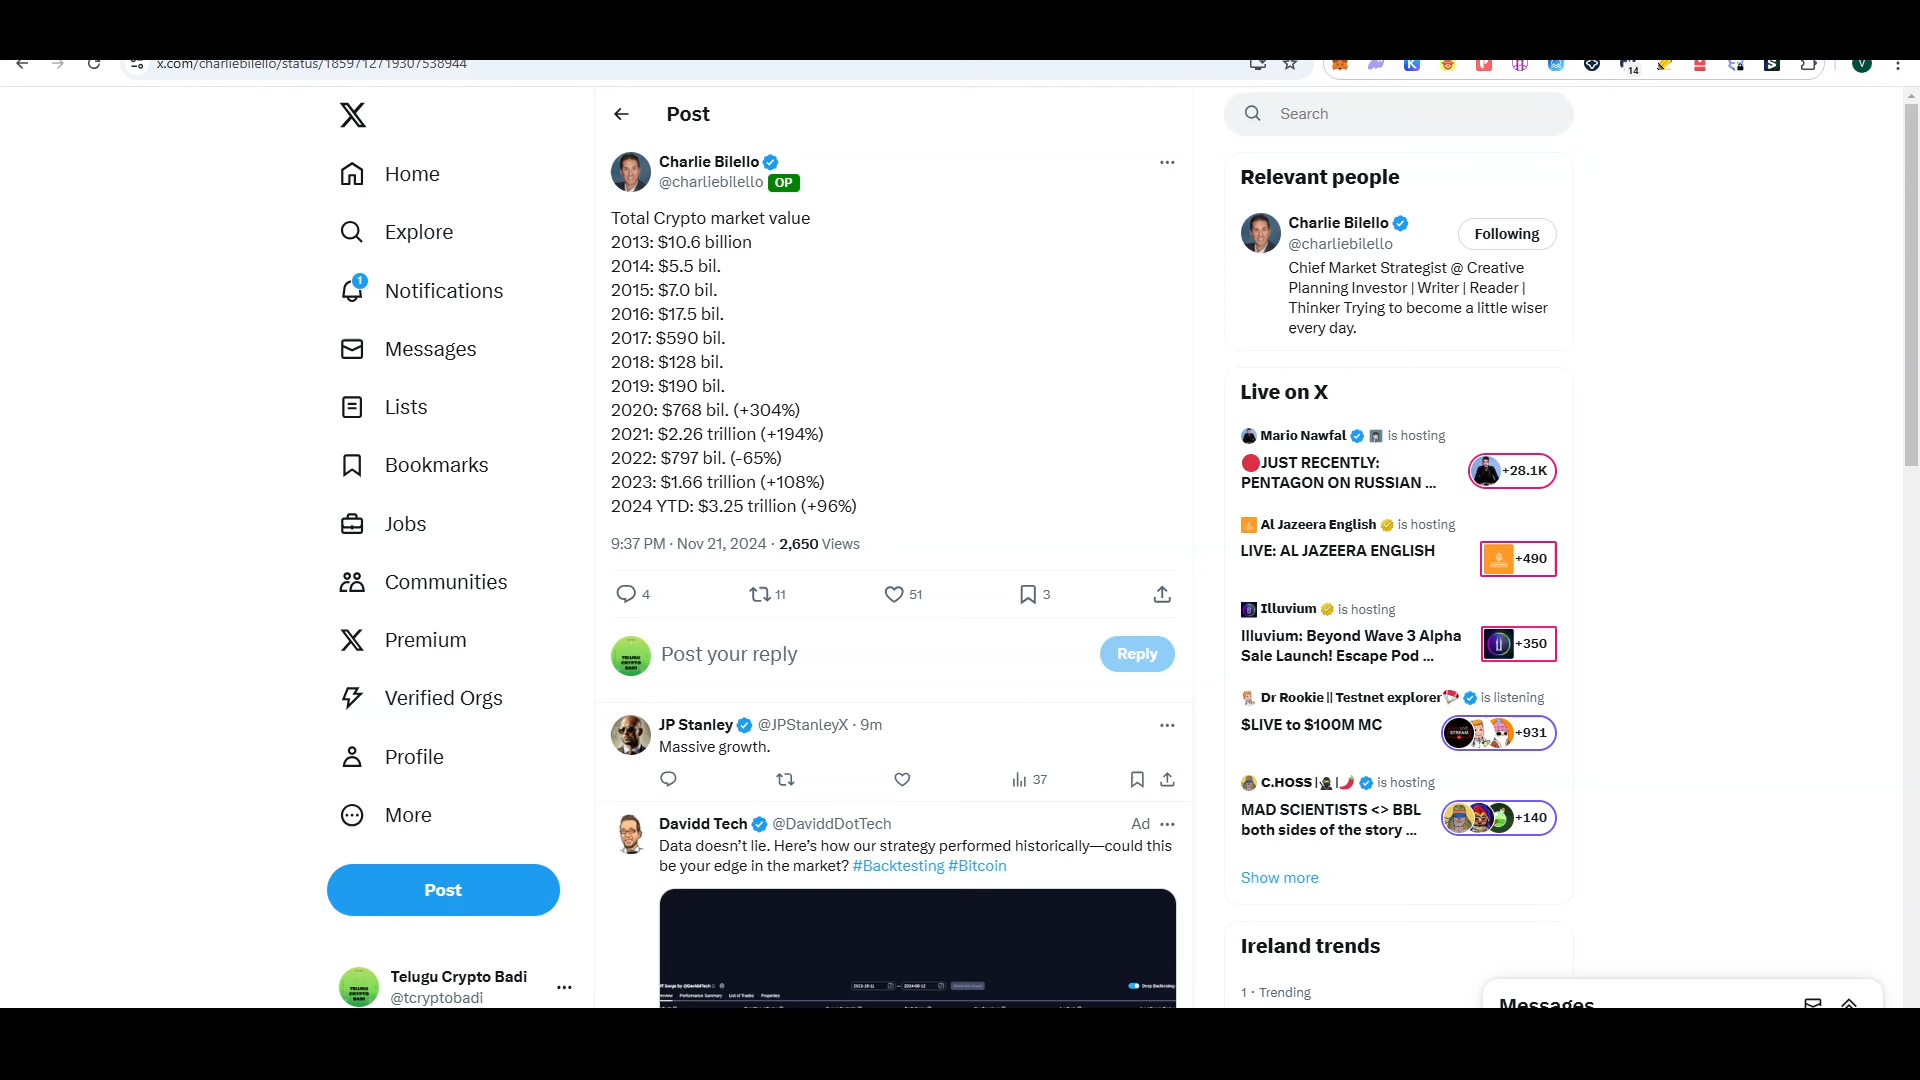 x.com/charliebilello/status/1859712719307538944
14
V
Home
Explore
1
Notifications
Messages
Lists
Bookmarks
Jobs
Communities
Premium
Verified Orgs
Profile
More
Post
Telugu Crypto Badi
@tcryptobadi
Post
Charlie Bilello
@charliebilello OP
Total Crypto market value
2013: $10.6 billion
2014: $5.5 bil.
2015: $7.0 bil.
2016: $17.5 bil.
2017: $590 bil.
2018: $128 bil.
2019: $190 bil.
2020: $768 bil. (+304%)
2021: $2.26 trillion (+194%)
2022: $797 bil. (-65%)
2023: $1.66 trillion (+108%)
2024 YTD: $3.25 trillion (+96%)
9:37 PM · Nov 21, 2024 · 2,650 Views
4 11 51 3
TELUGU
CRYPTO
BADI
Post your reply
Reply
JP Stanley @JPStanleyX · 9m
Massive growth.
37
Davidd Tech @DaviddDotTech Ad
Data doesn’t lie. Here’s how our strategy performed historically—could this
be your edge in the market? #Backtesting #Bitcoin
Performance Summary List of Trades Properties
Search
Relevant people
Charlie Bilello
@charliebilello
Following
Chief Market Strategist @ Creative
Planning Investor | Writer | Reader |
Thinker Trying to become a little wiser
every day.
Live on X
Mario Nawfal is hosting
JUST RECENTLY:
PENTAGON ON RUSSIAN ...
+28.1K
Al Jazeera English is hosting
LIVE: AL JAZEERA ENGLISH
+490
Illuvium is hosting
Illuvium: Beyond Wave 3 Alpha
Sale Launch! Escape Pod ...
+350
Dr Rookie || Testnet explorer is listening
$LIVE to $100M MC
+931
C.HOSS | | is hosting
MAD SCIENTISTS <> BBL
both sides of the story ...
+140
Show more
Ireland trends
1 · Trending
Messages